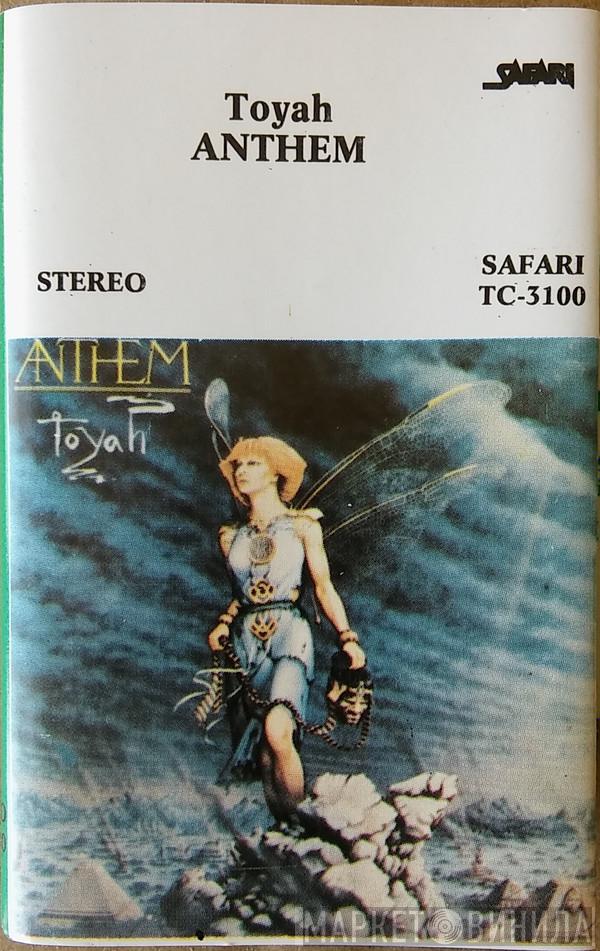 SAFARI
Toyah
ANTHEM
STEREO
SAFARI
TC-3100
ANTHEM
toyah
МАРКЕТ ВИНИЛА